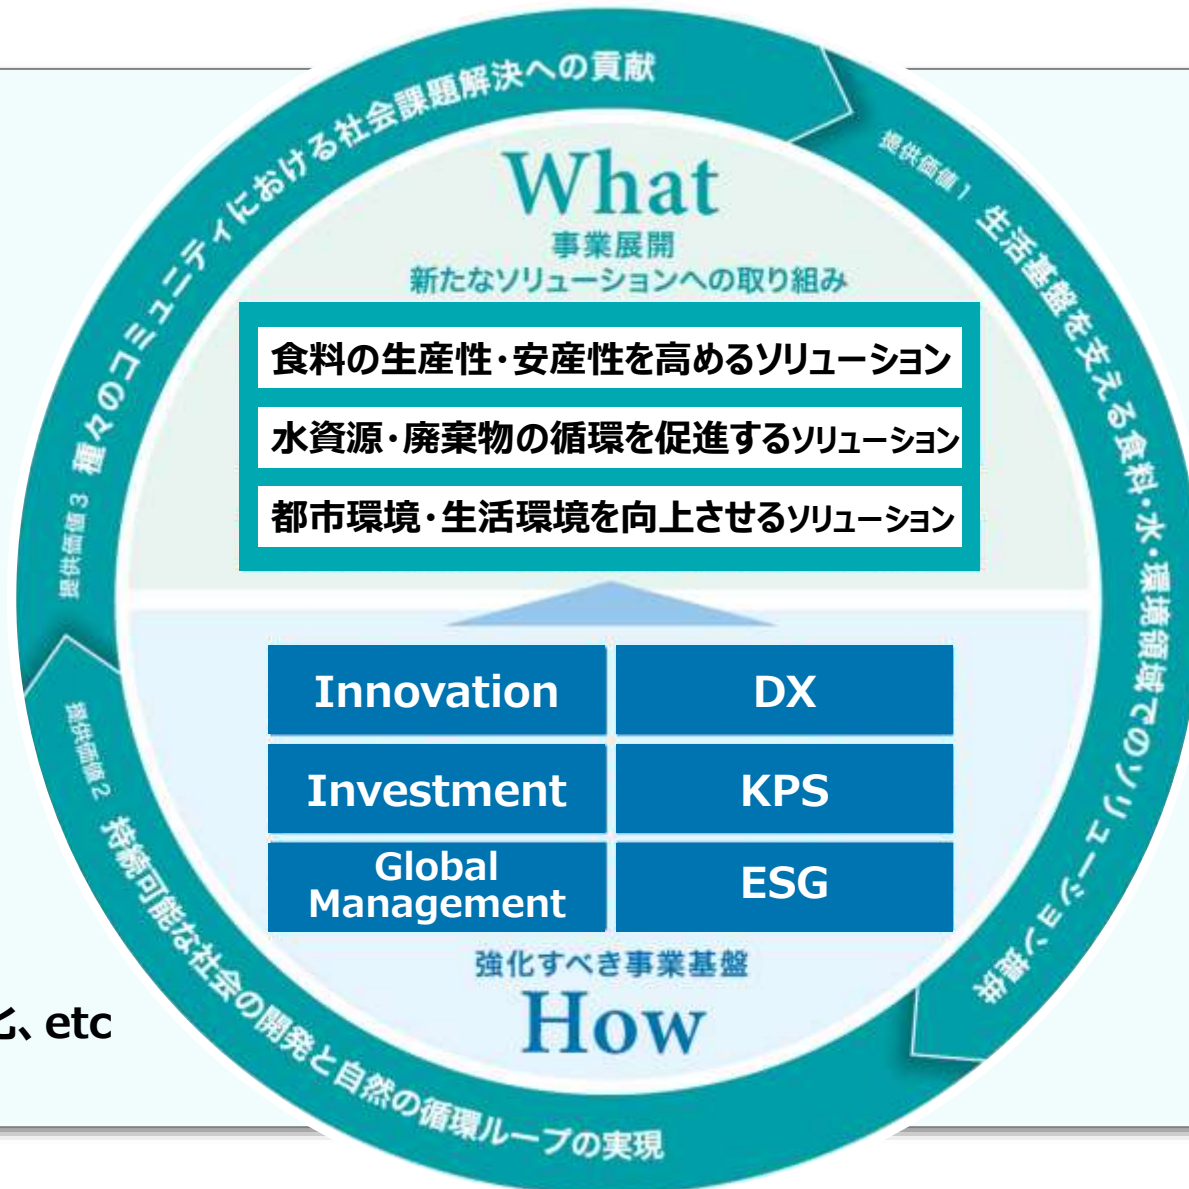 提供価値3 種々のコミュニティにおける社会課題解決への貢献
提供価値1 生活基盤を支える食料・水・環境領域でのソリューション提供
提供価値2 持続可能な社会の開発と自然の循環ループの実現
What
事業展開
新たなソリューションへの取り組み
食料の生産性・安産性を高めるソリューション
水資源・廃棄物の循環を促進するソリューション
都市環境・生活環境を向上させるソリューション
Innovation
DX
Investment
KPS
Global
Management
ESG
強化すべき事業基盤
How
、etc